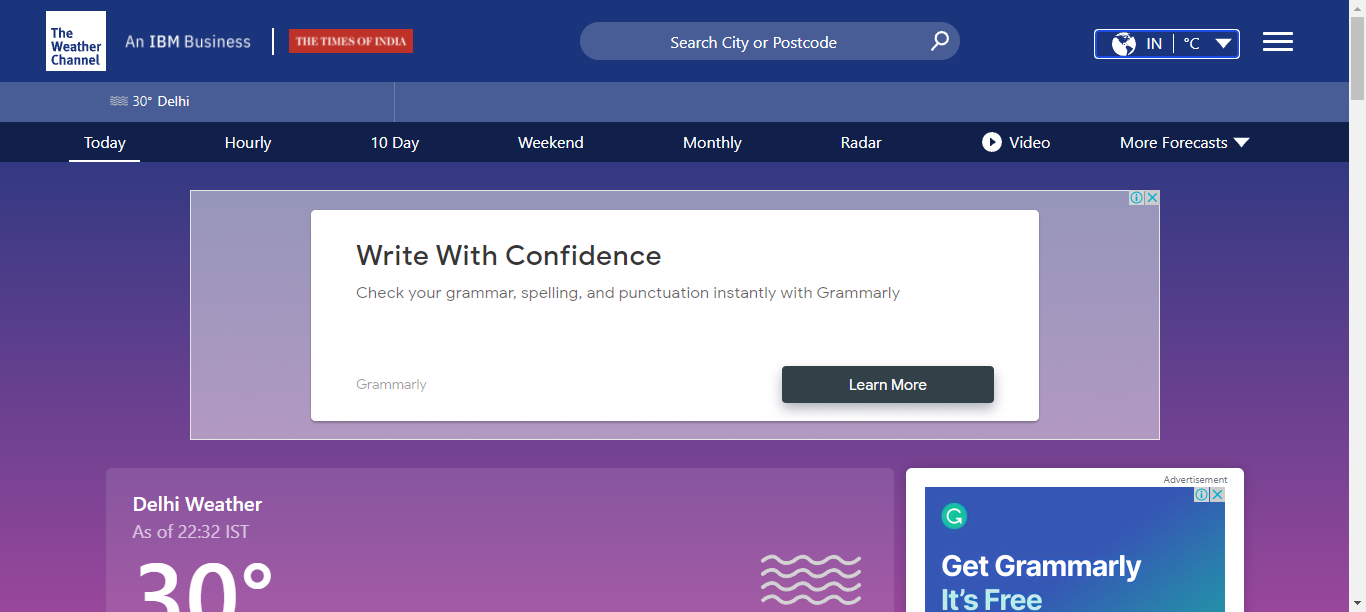 The
Weather
Channel
An IBM Business
THE TIMES OF INDIA
Search City or Postcode
IN
°C
30° Delhi
Today
Hourly
10 Day
Weekend
Monthly
Radar
Video
More Forecasts
Write With Confidence
Check your grammar, spelling, and punctuation instantly with Grammarly
Grammarly
Learn More
Delhi Weather
As of 22:32 IST
30°
Advertisement
G
Get Grammarly
It's Free